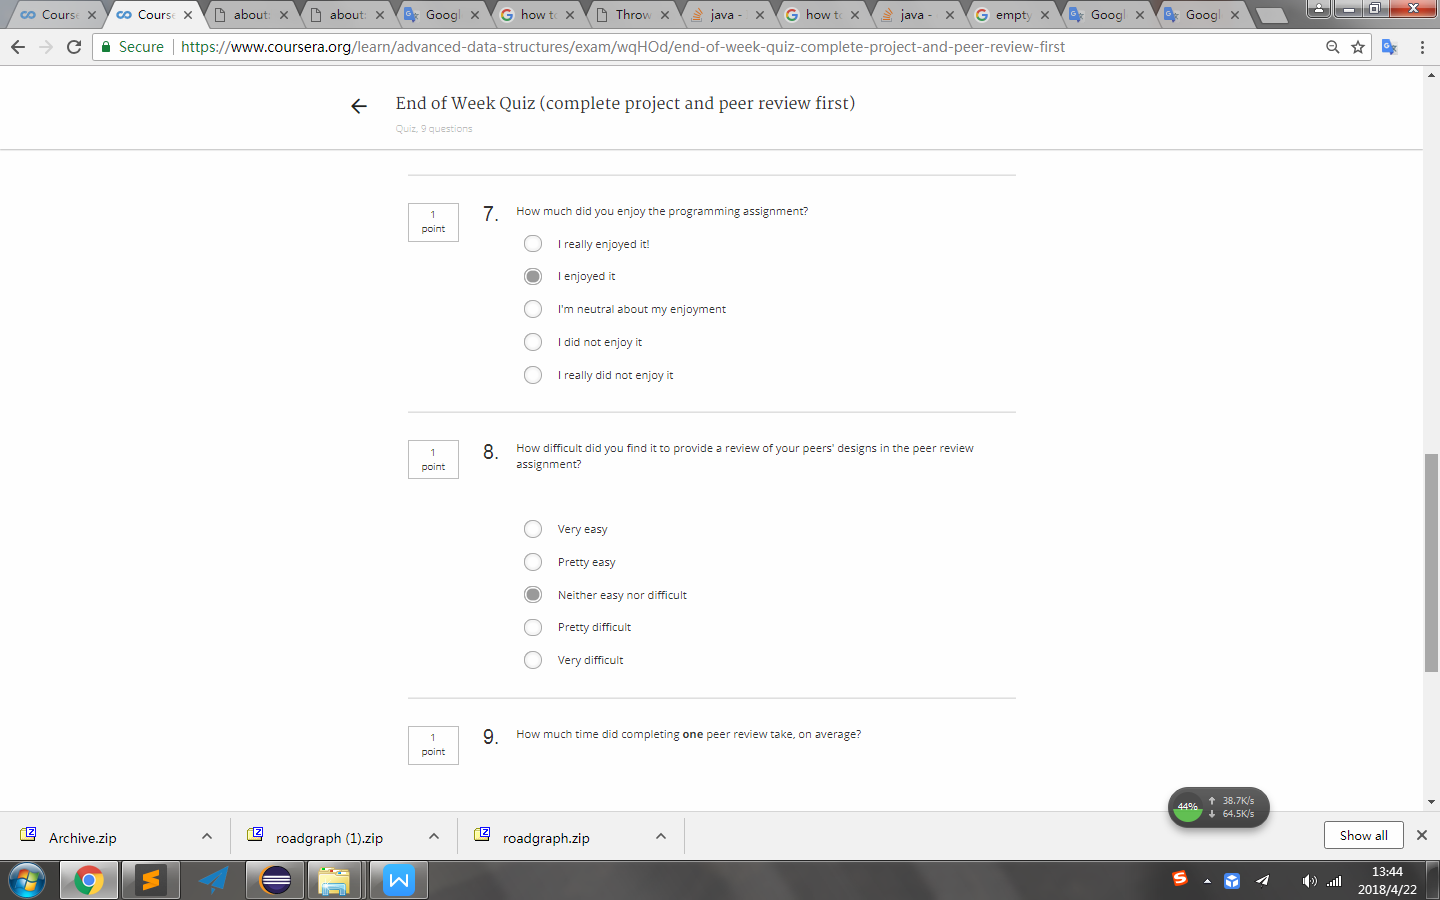 Course
Course
about:
about:
Googl
how to
Throw
java -
how to
java -
empty
Googl
Googl
Secure
https://www.coursera.org/learn/advanced-data-structures/exam/wqHOd/end-of-week-quiz-complete-project-and-peer-review-first
End of Week Quiz (complete project and peer review first)
Quiz, 9 questions
1
point
7.
How much did you enjoy the programming assignment?
I really enjoyed it!
I enjoyed it
I'm neutral about my enjoyment
I did not enjoy it
I really did not enjoy it
1
point
8.
How difficult did you find it to provide a review of your peers' designs in the peer review
assignment?
Very easy
Pretty easy
Neither easy nor difficult
Pretty difficult
Very difficult
1
point
9.
How much time did completing one peer review take, on average?
44%
38.7K/s
64.5K/s
Archive.zip
roadgraph (1).zip
roadgraph.zip
Show all
13:44
2018/4/22